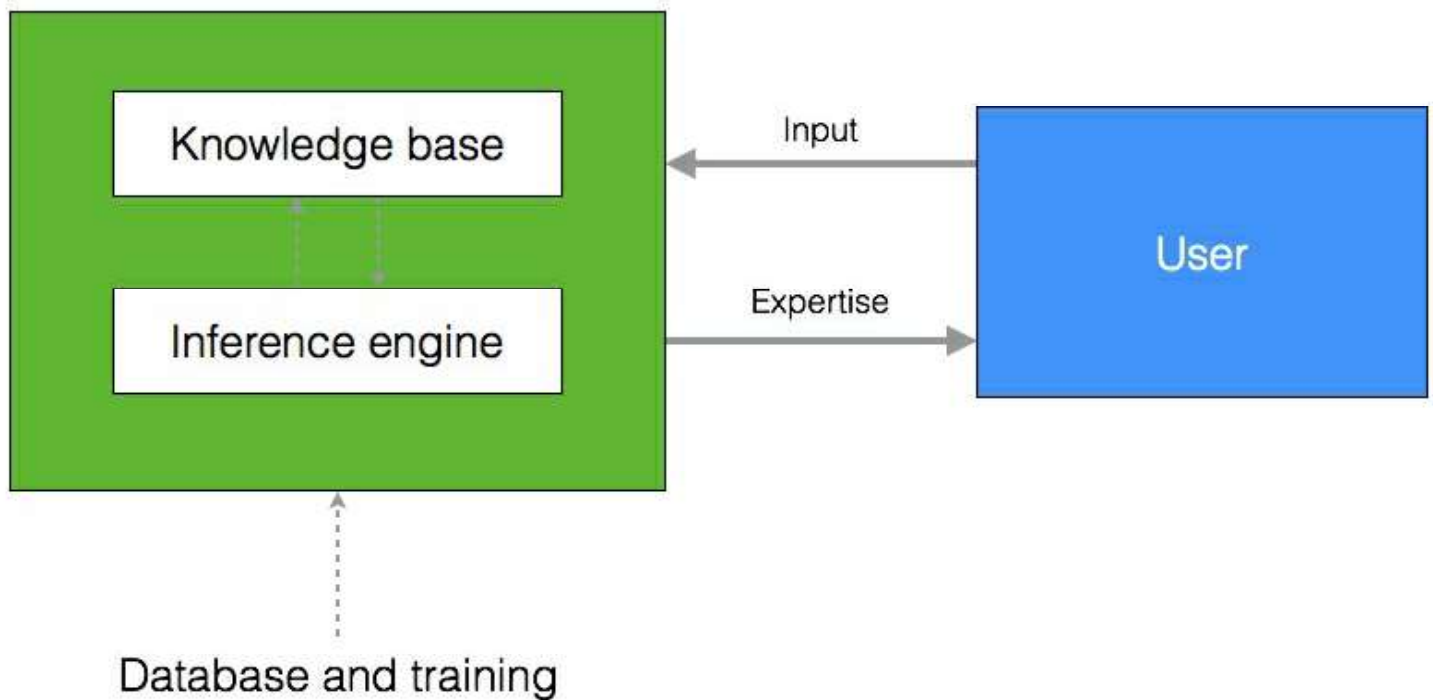 Knowledge base
Input
User
Expertise
Inference engine
Database and training